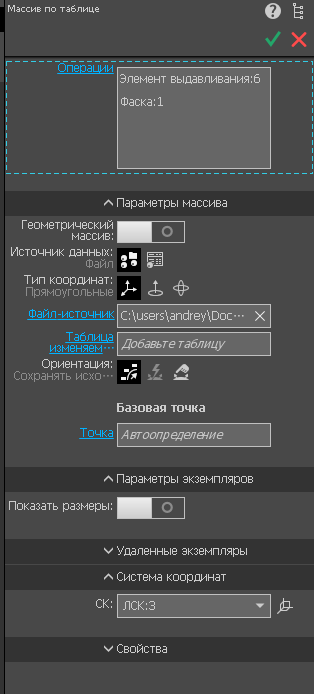 Массив по таблице
Операции
Элемент выдавливания:6
Фаска:1
Параметры массива
Геометрический
массив:
Источник данных:
Файл
Тип координат:
Прямоугольные
Файл-источник
C:\users\andrey\Doc···
Таблица
изменяем···
Добавьте таблицу
Ориентация:
Сохранять исхо···
Базовая точка
Точка
Автоопределение
Параметры экземпляров
Показать размеры:
Удаленные экземпляры
Система координат
СК:
ЛСК:3
Свойства